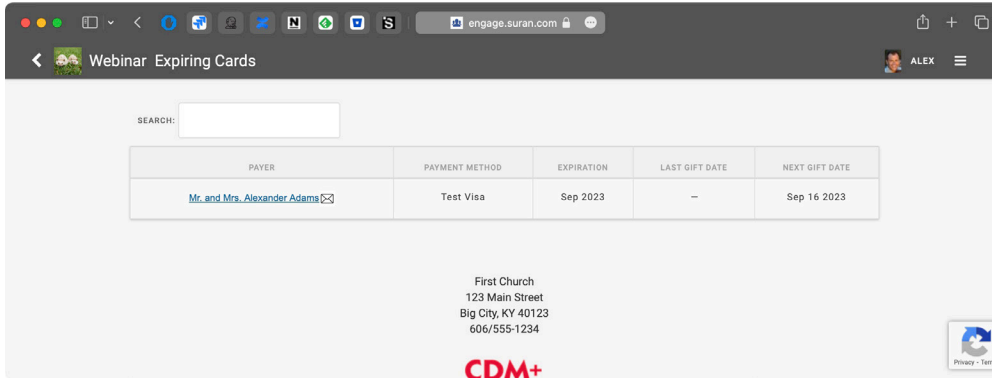 engage.suran.com
Webinar Expiring Cards
ALEX
SEARCH:
PAYER PAYMENT METHOD EXPIRATION LAST GIFT DATE NEXT GIFT DATE
Mr. and Mrs. Alexander Adams Test Visa Sep 2023 — Sep 16 2023
First Church
123 Main Street
Big City, KY 40123
606/555-1234
CDM+
Privacy - Ter